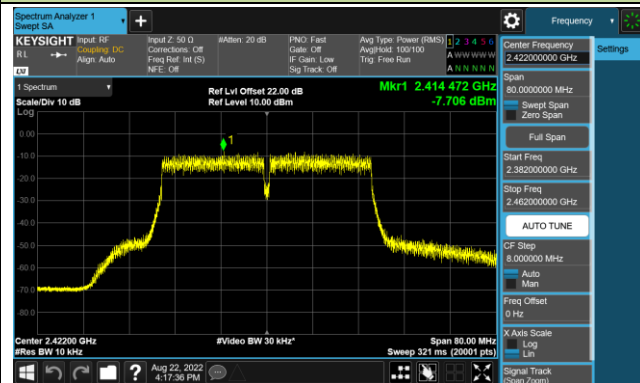 Spectrum Analyzer 1
Swept SA
Frequency
KEYSIGHT
RL
LXI
Input: RF
Coupling: DC
Align: Auto
Input Z: 50 Ω
Corrections: Off
Freq Ref: Int (S)
NFE: Off
#Atten: 20 dB
PNO: Fast
Gate: Off
IF Gain: Low
Sig Track: Off
Avg Type: Power (RMS)
Avg|Hold: 100/100
Trig: Free Run
1 2 3 4 5 6
A W W W W W
A N N N N N
1 Spectrum
Scale/Div 10 dB
Log
Ref Lvl Offset 22.00 dB
Ref Level 10.00 dBm
Mkr1 2.414 472 GHz
-7.706 dBm
1
0.00
-10.0
-20.0
-30.0
-40.0
-50.0
-60.0
-70.0
-80.0
Center 2.42200 GHz
#Res BW 10 kHz
#Video BW 30 kHz*
Span 80.00 MHz
Sweep 321 ms (20001 pts)
Aug 22, 2022
4:17:36 PM
Settings
Center Frequency
2.422000000 GHz
Span
80.0000000 MHz
Swept Span
Zero Span
Full Span
Start Freq
2.382000000 GHz
Stop Freq
2.462000000 GHz
AUTO TUNE
CF Step
8.000000 MHz
Auto
Man
Freq Offset
0 Hz
X Axis Scale
Log
Lin
Signal Track
(Span Zoom)